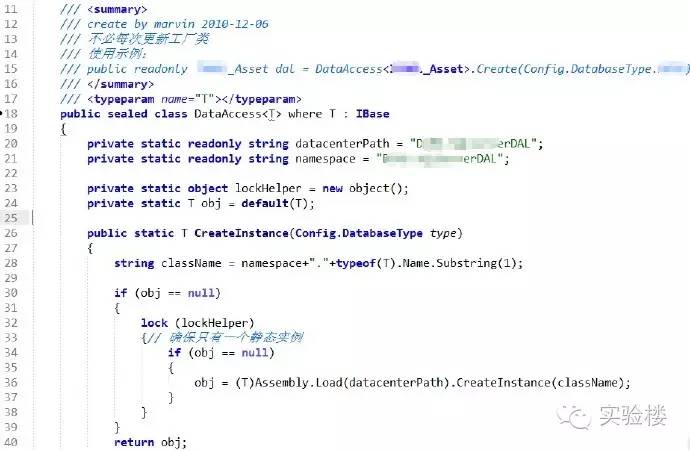 11 /// <summary>
12 /// create by marvin 2010-12-06
13 /// 不必每次更新工厂类
14 /// 使用示例:
15 /// public readonly _Asset dal = DataAccess< ._Asset>.Create(Config.DatabaseType.
16 /// </summary>
17 /// <typeparam name="T"></typeparam>
18 public sealed class DataAccess<T> where T : IBase
19 {
20 private static readonly string datacenterPath = "D erDAL";
21 private static readonly string namespace = "D erDAL";
22
23 private static object lockHelper = new object();
24 private static T obj = default(T);
25
26 public static T CreateInstance(Config.DatabaseType type)
27 {
28 string className = namespace+"."+typeof(T).Name.Substring(1);
29
30 if (obj == null)
31 {
32 lock (lockHelper)
33 {// 确保只有一个静态实例
34 if (obj == null)
35 {
36 obj = (T)Assembly.Load(datacenterPath).CreateInstance(className);
37 }
38 }
39 }
40 return obj;
实验楼